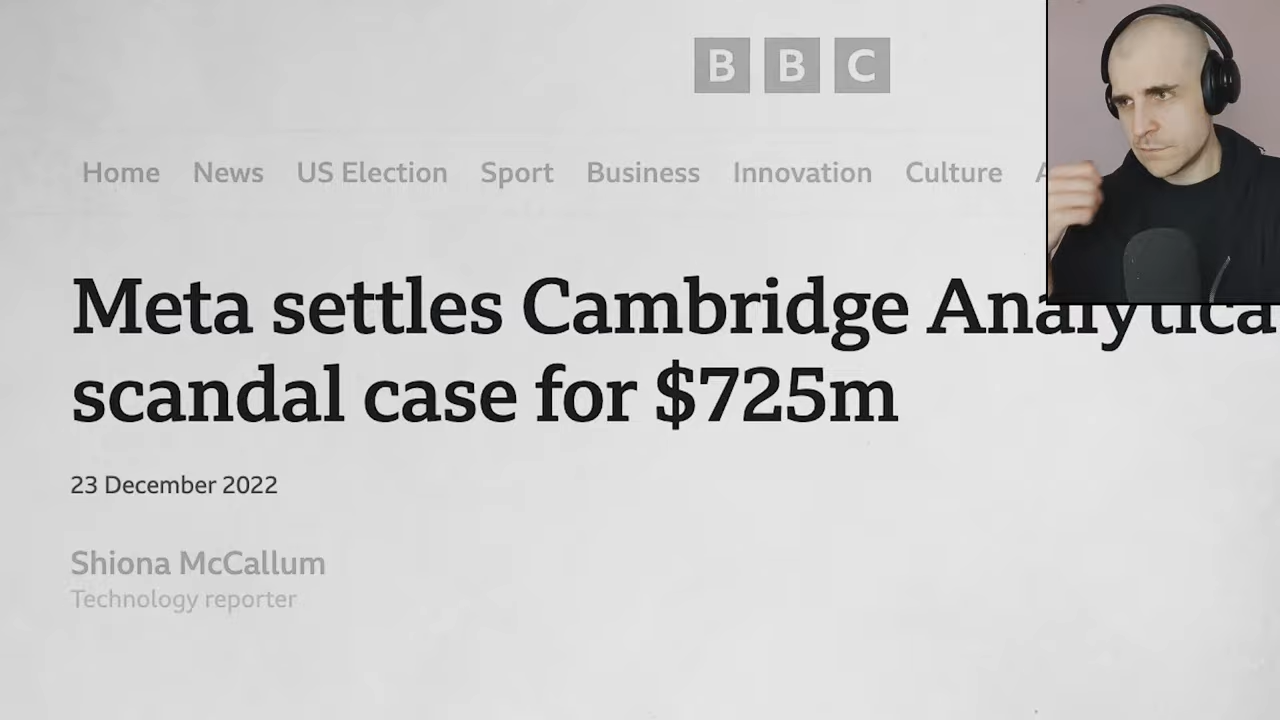 BBC
Home News US Election Sport Business Innovation Culture
Meta settles Cambridge Analytica
scandal case for $725m
23 December 2022
Shiona McCallum
Technology reporter